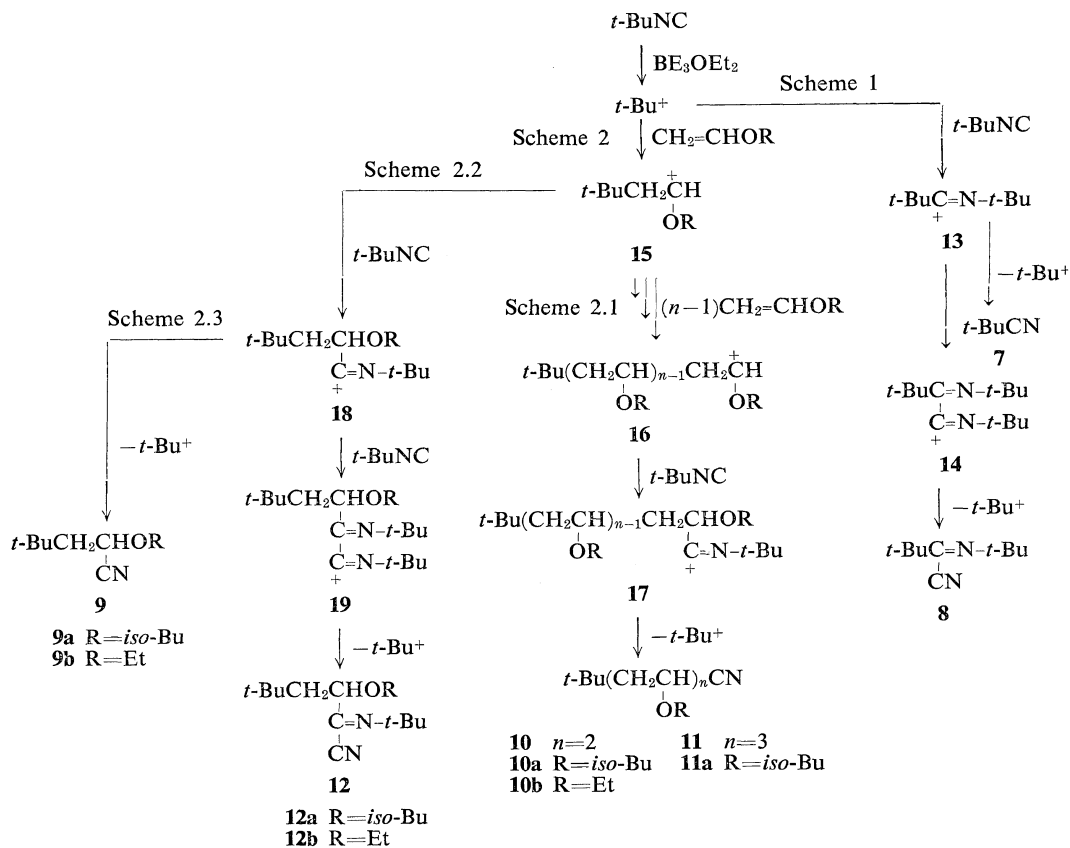 t-BuNC
BE₃OEt₂
Scheme 1
t-Bu⁺
t-BuNC
Scheme 2
CH₂=CHOR
Scheme 2.2
t-BuCH₂CH
+
OR
15
t-BuC=N-t-Bu
+
13
t-BuNC
−t-Bu⁺
Scheme 2.1
(n−1)CH₂=CHOR
Scheme 2.3
t-BuCH₂CHOR
C=N-t-Bu
+
18
t-BuCN
7
t-Bu(CH₂CH)ₙ₋₁CH₂CH
+
OR
OR
16
t-BuC=N-t-Bu
C=N-t-Bu
+
14
−t-Bu⁺
t-BuNC
t-BuNC
−t-Bu⁺
t-BuCH₂CHOR
C=N-t-Bu
C=N-t-Bu
+
19
t-Bu(CH₂CH)ₙ₋₁CH₂CHOR
OR
C=N-t-Bu
+
17
t-BuCH₂CHOR
CN
9
9a R=iso-Bu
9b R=Et
t-BuC=N-t-Bu
CN
8
−t-Bu⁺
−t-Bu⁺
t-BuCH₂CHOR
C=N-t-Bu
CN
12
12a R=iso-Bu
12b R=Et
t-Bu(CH₂CH)ₙCN
OR
10 n=2
10a R=iso-Bu
10b R=Et
11 n=3
11a R=iso-Bu